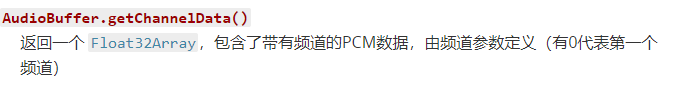 AudioBuffer.getChannelData()
返回一个 Float32Array，包含了带有频道的PCM数据，由频道参数定义（有0代表第一个
频道）